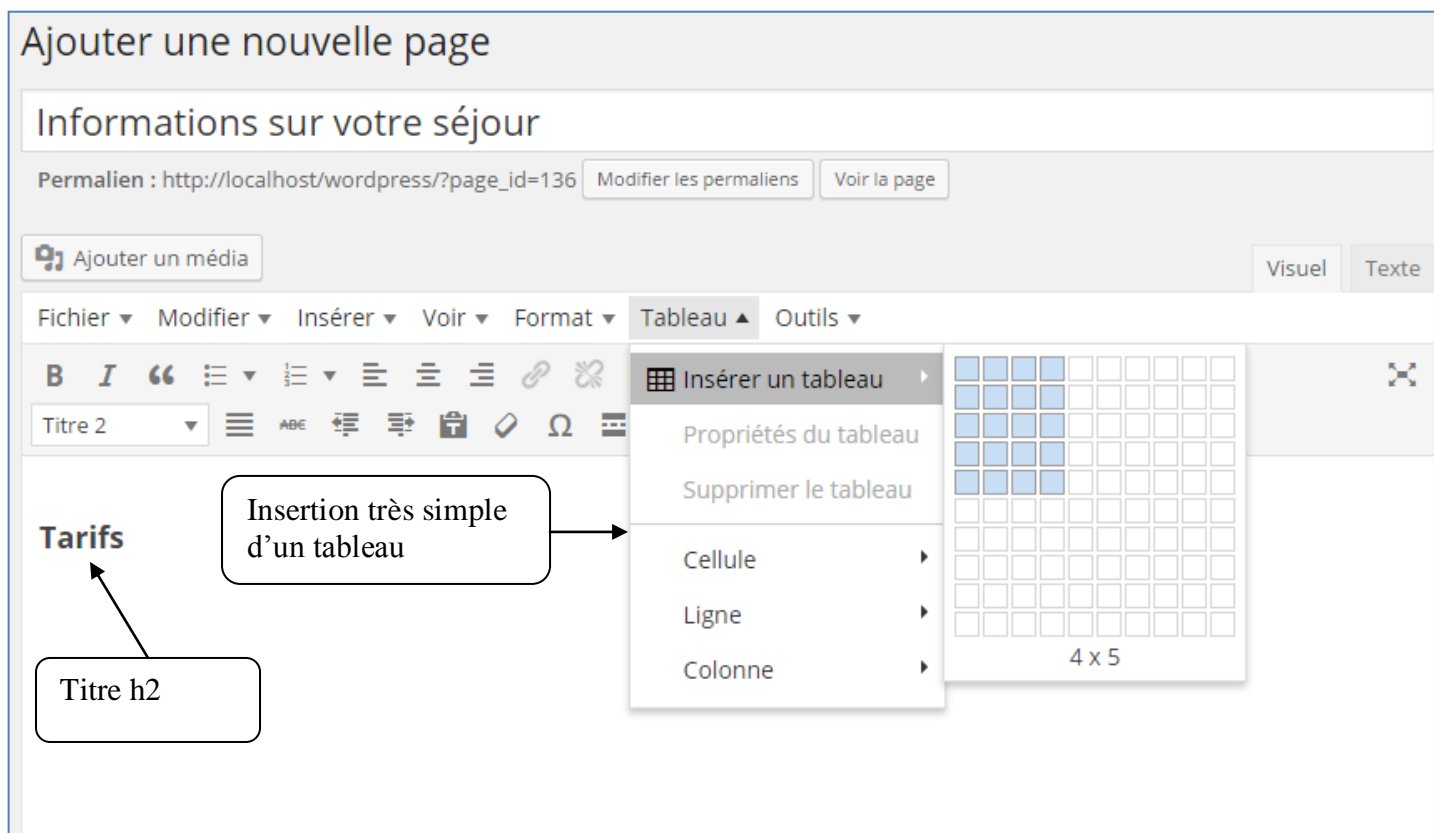 Ajouter une nouvelle page
Informations sur votre séjour
Permalien : http://localhost/wordpress/?page_id=136 Modifier les permaliens Voir la page
Ajouter un média
Visuel Texte
Fichier Modifier Insérer Voir Format Tableau Outils
B I Insérer un tableau
Titre 2 ABC Ω Propriétés du tableau
Supprimer le tableau
Insertion très simple
d’un tableau
Tarifs
Cellule
Ligne
Colonne
4 x 5
Titre h2